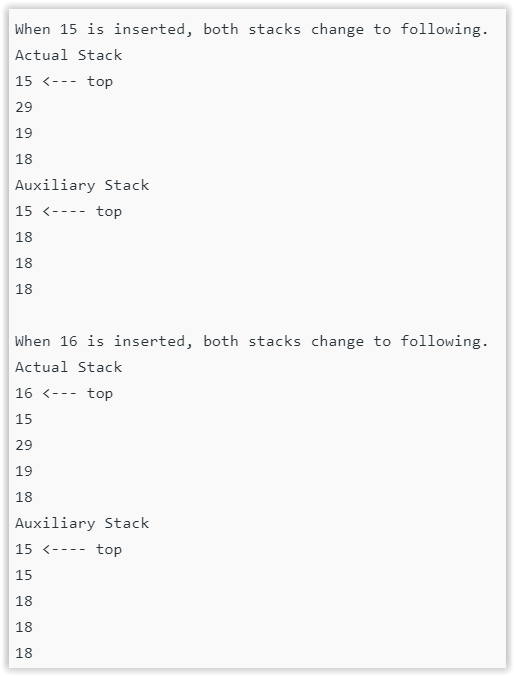 When 15 is inserted, both stacks change to following.
Actual Stack
15 <--- top
29
19
18
Auxiliary Stack
15 <---- top
18
18
18
When 16 is inserted, both stacks change to following.
Actual Stack
16 <--- top
15
29
19
18
Auxiliary Stack
15 <---- top
15
18
18
18